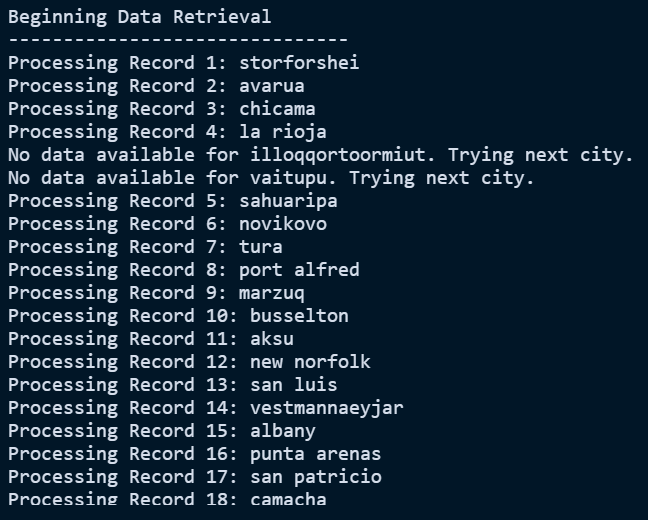 Beginning Data Retrieval
-------------------------------
Processing Record 1: storforshei
Processing Record 2: avarua
Processing Record 3: chicama
Processing Record 4: la rioja
No data available for illoqqortoormiut. Trying next city.
No data available for vaitupu. Trying next city.
Processing Record 5: sahuaripa
Processing Record 6: novikovo
Processing Record 7: tura
Processing Record 8: port alfred
Processing Record 9: marzuq
Processing Record 10: busselton
Processing Record 11: aksu
Processing Record 12: new norfolk
Processing Record 13: san luis
Processing Record 14: vestmannaeyjar
Processing Record 15: albany
Processing Record 16: punta arenas
Processing Record 17: san patricio
Processing Record 18: camacha